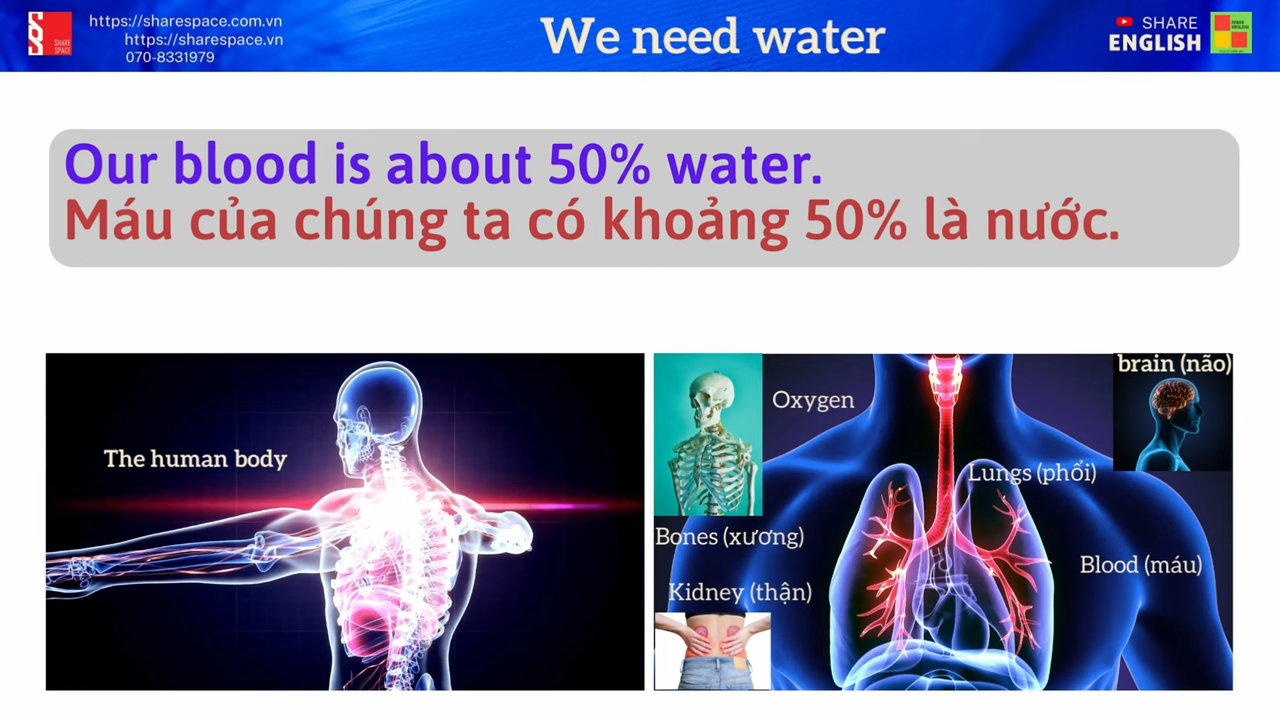 https://sharespace.com.vn
https://sharespace.vn
070-8331979
SHARE
SPACE
We need water
SHARE
ENGLISH
Our blood is about 50% water.
Máu của chúng ta có khoảng 50% là nước.
The human body
Oxygen
brain (não)
Lungs (phổi)
Bones (xương)
Blood (máu)
Kidney (thận)